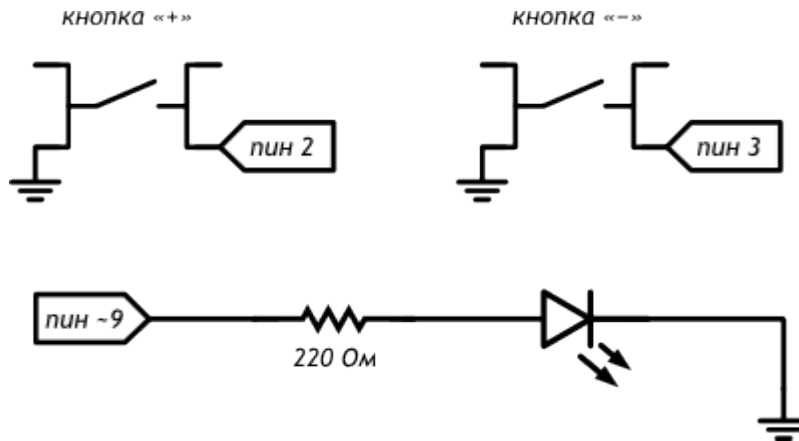 кнопка «+»
кнопка «−»
пин 2
пин 3
пин ~9
220 Ом